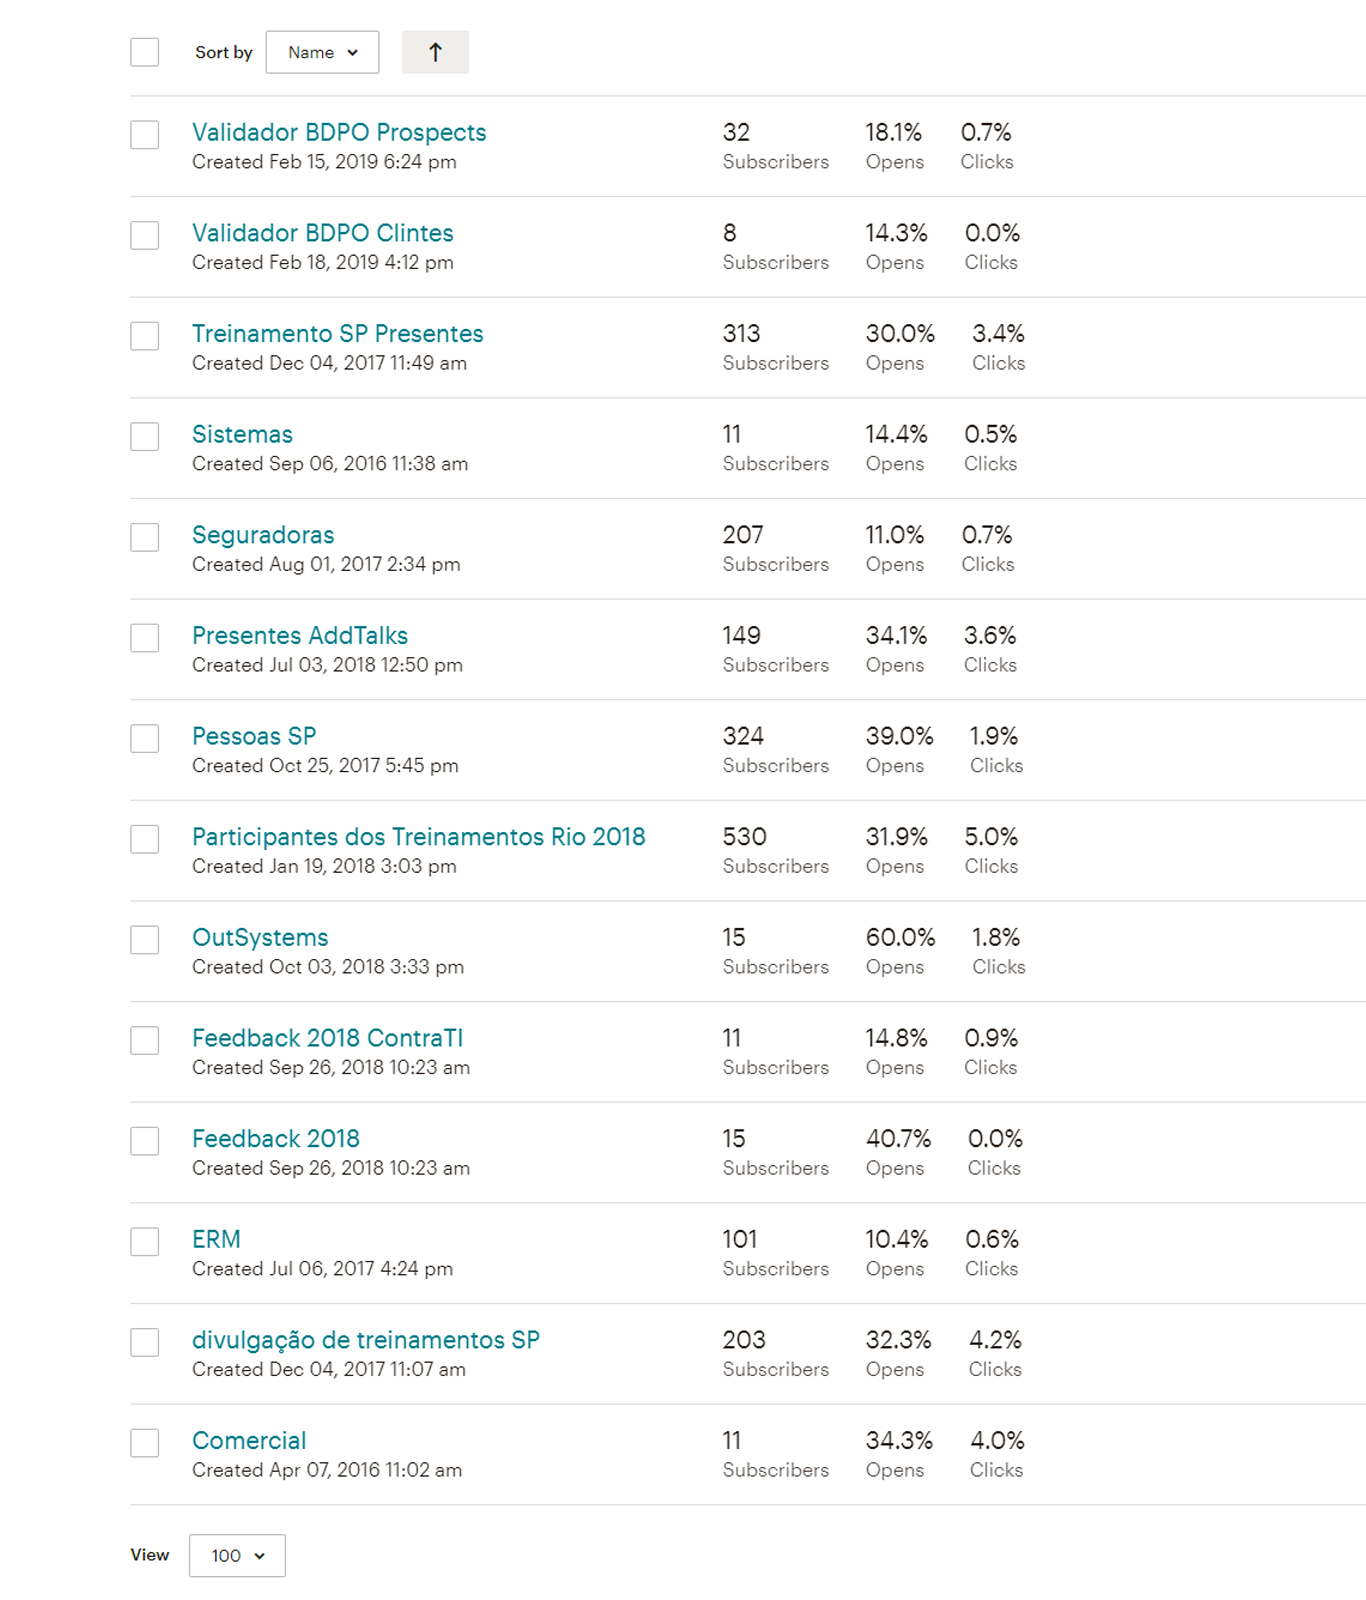 Sort by Name
Validador BDPO Prospects 32 18.1% 0.7%
Created Feb 15, 2019 6:24 pm Subscribers Opens Clicks
Validador BDPO Clintes 8 14.3% 0.0%
Created Feb 18, 2019 4:12 pm Subscribers Opens Clicks
Treinamento SP Presentes 313 30.0% 3.4%
Created Dec 04, 2017 11:49 am Subscribers Opens Clicks
Sistemas 11 14.4% 0.5%
Created Sep 06, 2016 11:38 am Subscribers Opens Clicks
Seguradoras 207 11.0% 0.7%
Created Aug 01, 2017 2:34 pm Subscribers Opens Clicks
Presentes AddTalks 149 34.1% 3.6%
Created Jul 03, 2018 12:50 pm Subscribers Opens Clicks
Pessoas SP 324 39.0% 1.9%
Created Oct 25, 2017 5:45 pm Subscribers Opens Clicks
Participantes dos Treinamentos Rio 2018 530 31.9% 5.0%
Created Jan 19, 2018 3:03 pm Subscribers Opens Clicks
OutSystems 15 60.0% 1.8%
Created Oct 03, 2018 3:33 pm Subscribers Opens Clicks
Feedback 2018 ContraTI 11 14.8% 0.9%
Created Sep 26, 2018 10:23 am Subscribers Opens Clicks
Feedback 2018 15 40.7% 0.0%
Created Sep 26, 2018 10:23 am Subscribers Opens Clicks
ERM 101 10.4% 0.6%
Created Jul 06, 2017 4:24 pm Subscribers Opens Clicks
divulgação de treinamentos SP 203 32.3% 4.2%
Created Dec 04, 2017 11:07 am Subscribers Opens Clicks
Comercial 11 34.3% 4.0%
Created Apr 07, 2016 11:02 am Subscribers Opens Clicks
View 100